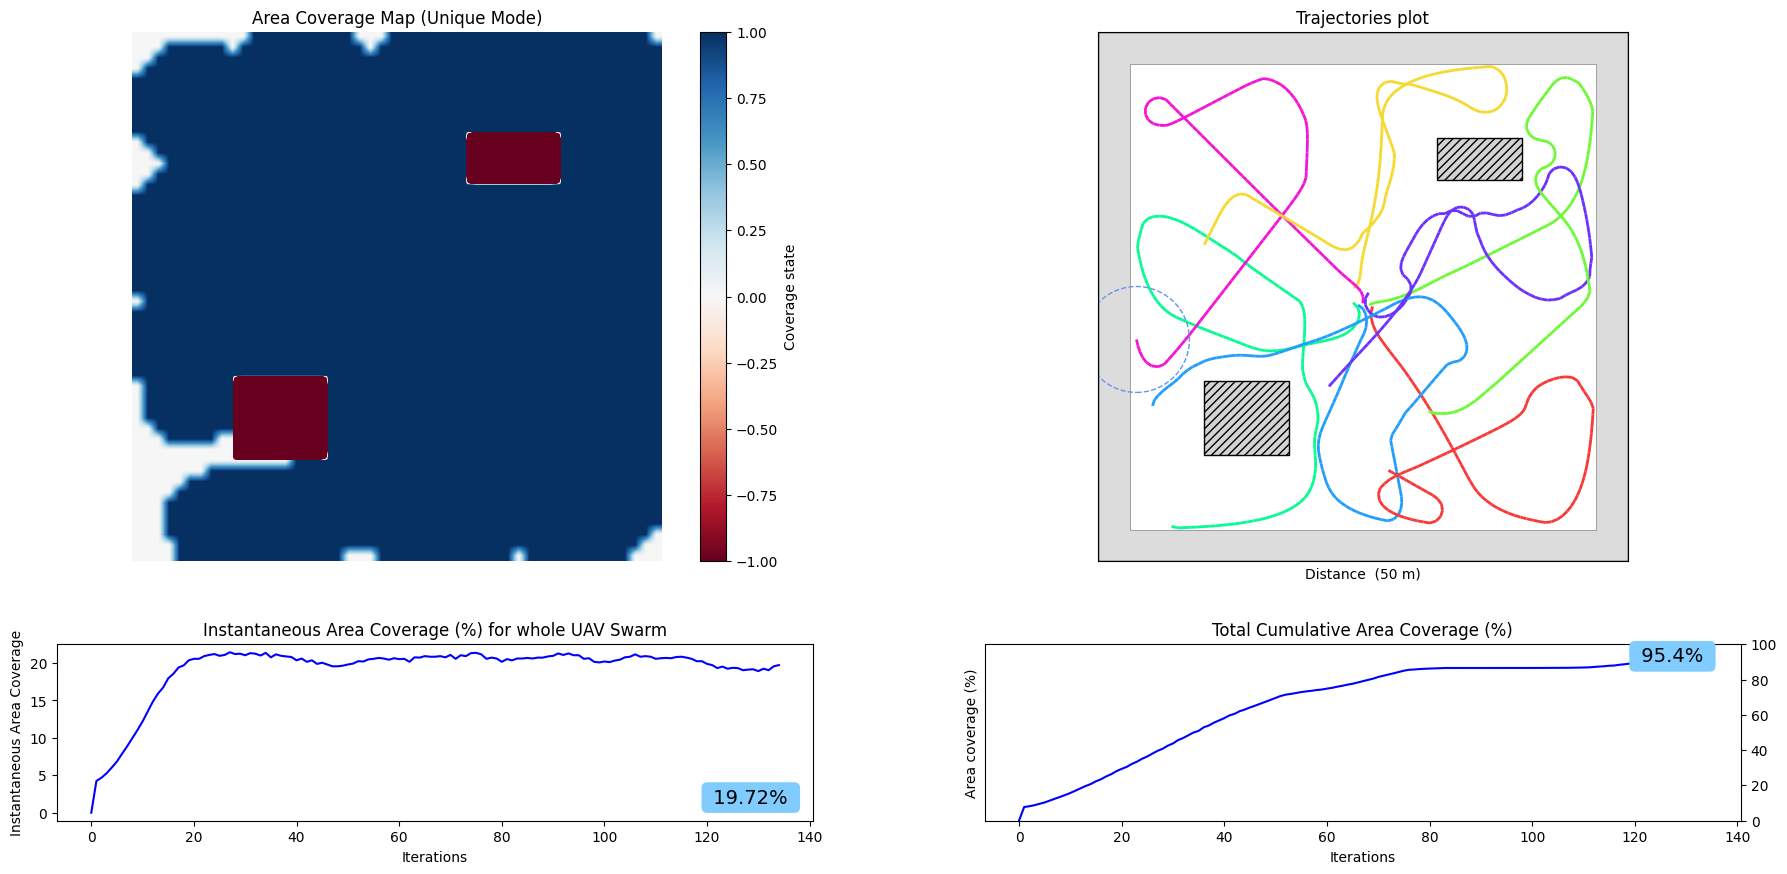 Area Coverage Map (Unique Mode)
1.00
0.75
0.50
0.25
0.00
−0.25
−0.50
−0.75
−1.00
Coverage state
Trajectories plot
Distance  (50 m)
Instantaneous Area Coverage (%) for whole UAV Swarm
Instantaneous Area Coverage
20
15
10
5
0
19.72%
0 20 40 60 80 100 120 140
Iterations
Total Cumulative Area Coverage (%)
Area coverage (%)
95.4%
100
80
60
40
20
0
0 20 40 60 80 100 120 140
Iterations